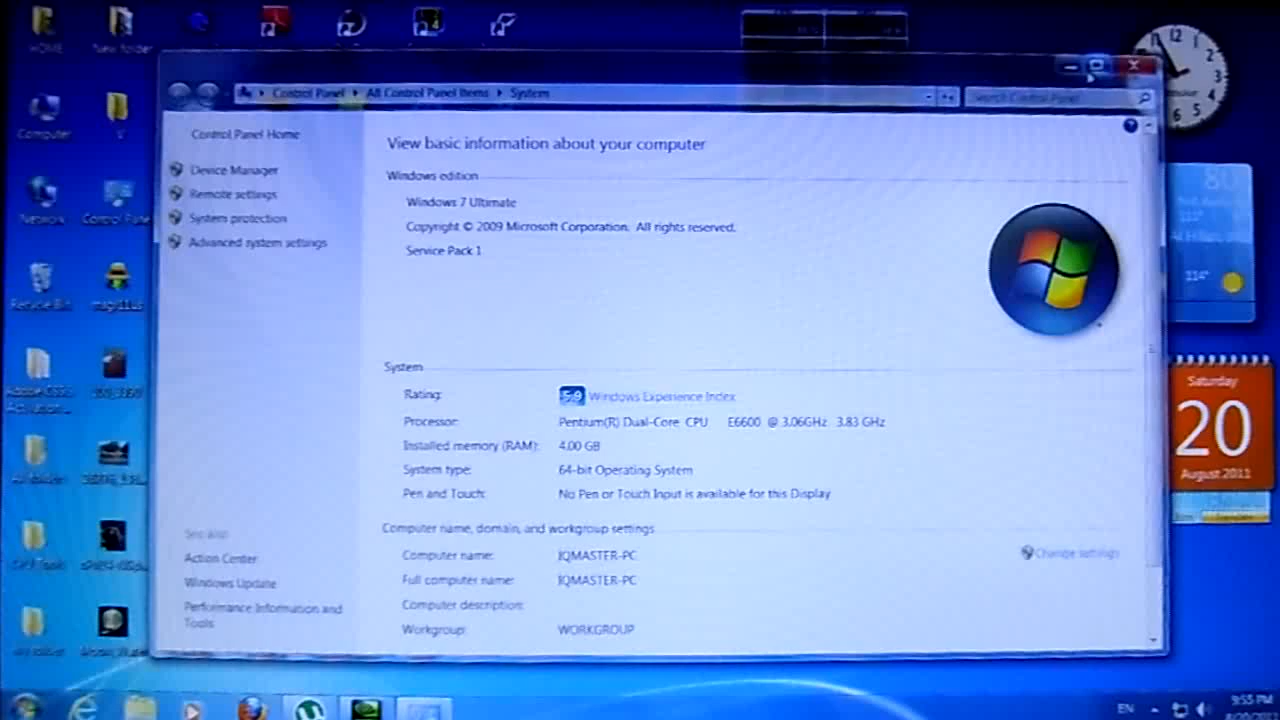 HOME
New folder
Control Panel
All Control Panel Items
System
Search Control Panel
12
1
2
3
5
6
Computer
Network
Control Pane
Recycle Bin
Control Panel Home
Device Manager
Remote settings
System protection
Advanced system settings
View basic information about your computer
Windows edition
Windows 7 Ultimate
Copyright © 2009 Microsoft Corporation. All rights reserved.
Service Pack 1
System
Rating:
5.9 Windows Experience Index
Processor:
Pentium(R) Dual-Core CPU E6600 @ 3.06GHz 3.83 GHz
Installed memory (RAM):
4.00 GB
System type:
64-bit Operating System
Pen and Touch:
No Pen or Touch Input is available for this Display
Computer name, domain, and workgroup settings
Computer name:
IQMASTER-PC
Change settings
Full computer name:
IQMASTER-PC
Computer description:
Workgroup:
WORKGROUP
See also
Action Center
Windows Update
Performance Information and
Tools
114°
Saturday
20
August 2011
EN
9:55 PM